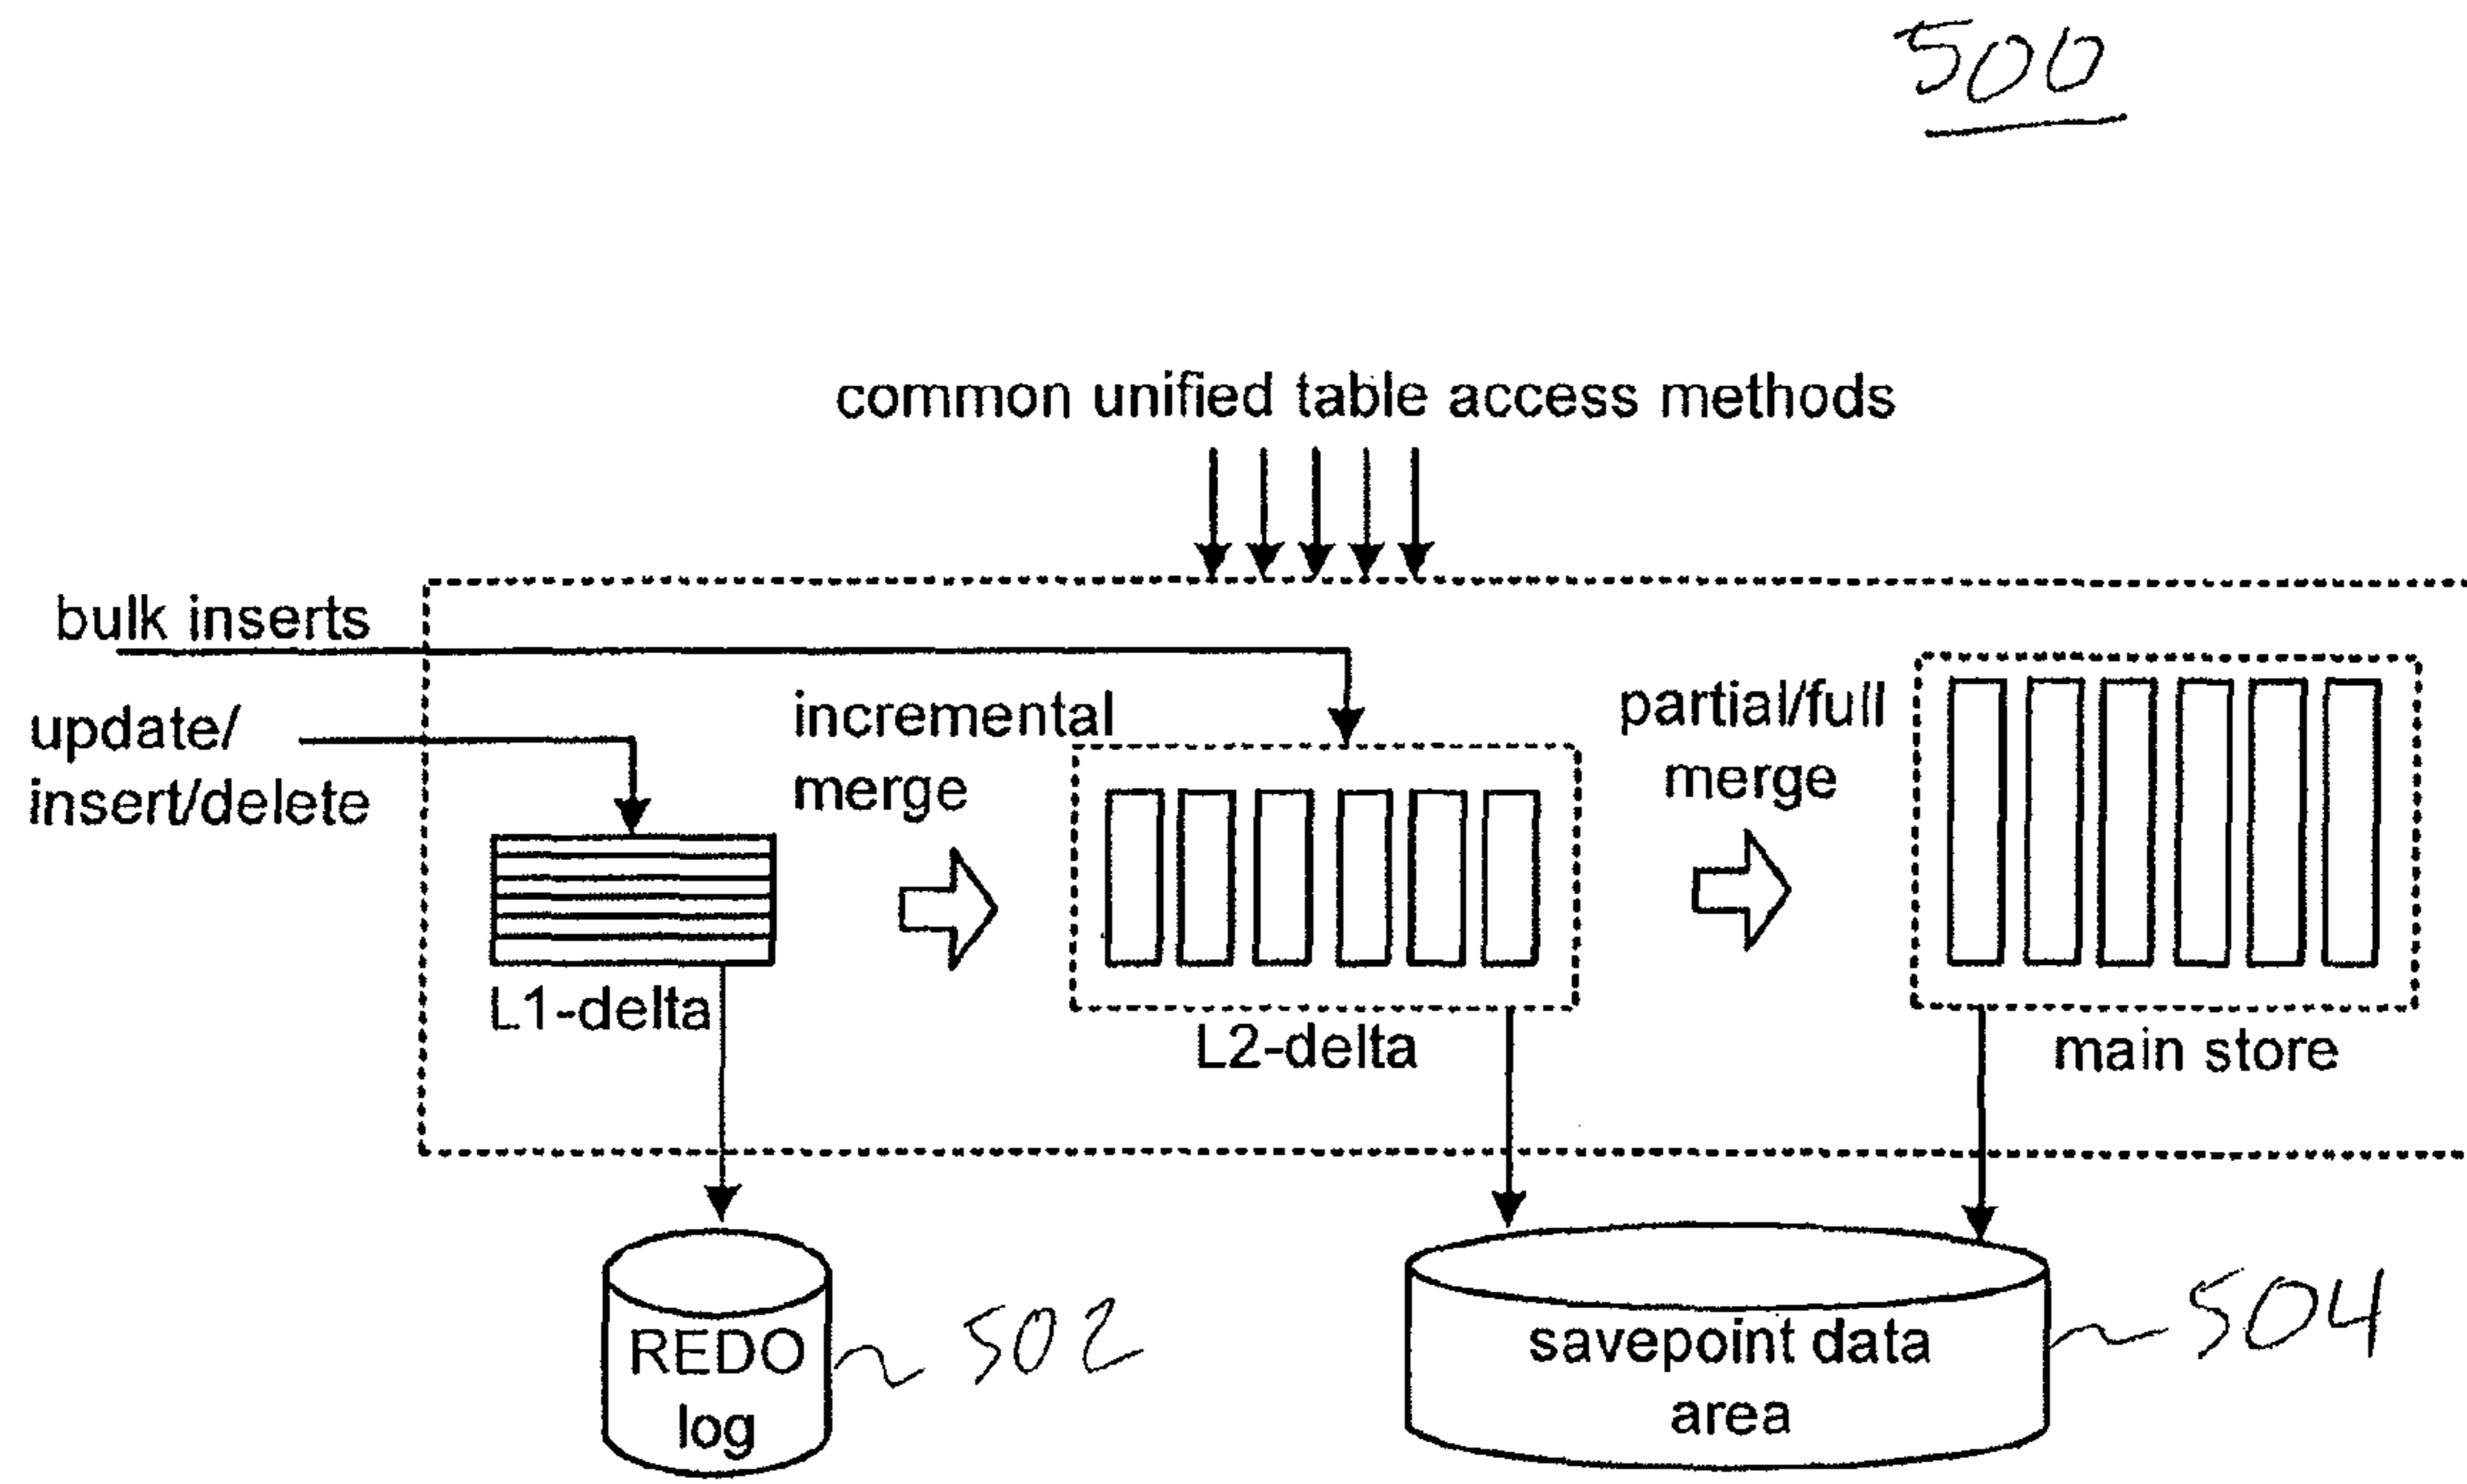 500
common unified table access methods
bulk inserts
update/
insert/delete
incremental
merge
partial/full
merge
L1-delta
L2-delta
main store
REDO
log
502
savepoint data
area
504